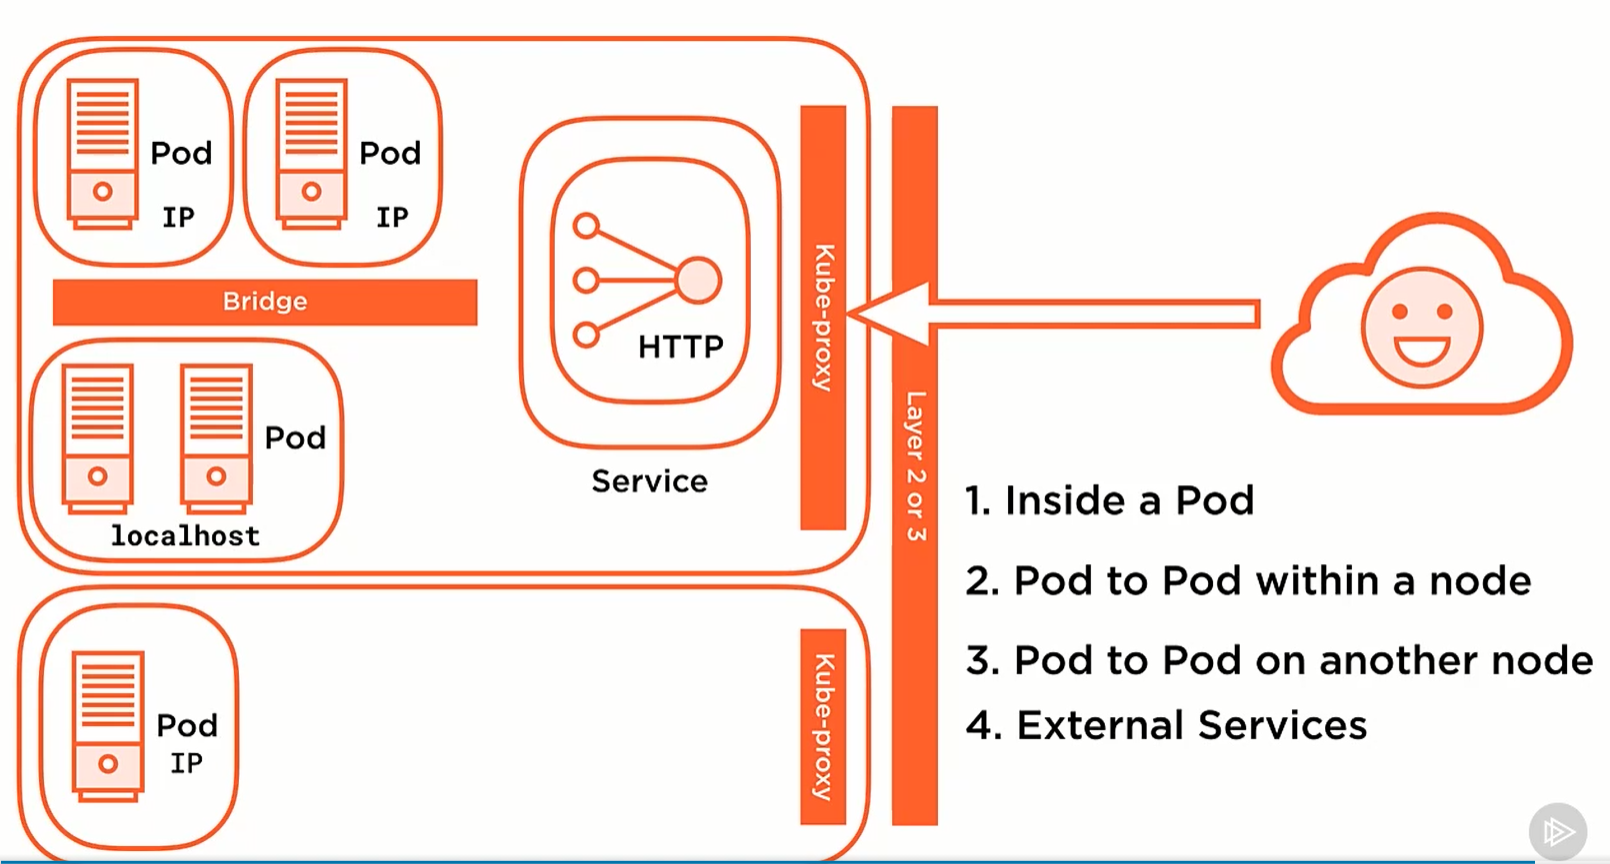 Pod
IP
Pod
IP
Bridge
Pod
localhost
HTTP
Service
Kube-proxy
Layer 2 or 3
Pod
IP
Kube-proxy
1. Inside a Pod
2. Pod to Pod within a node
3. Pod to Pod on another node
4. External Services